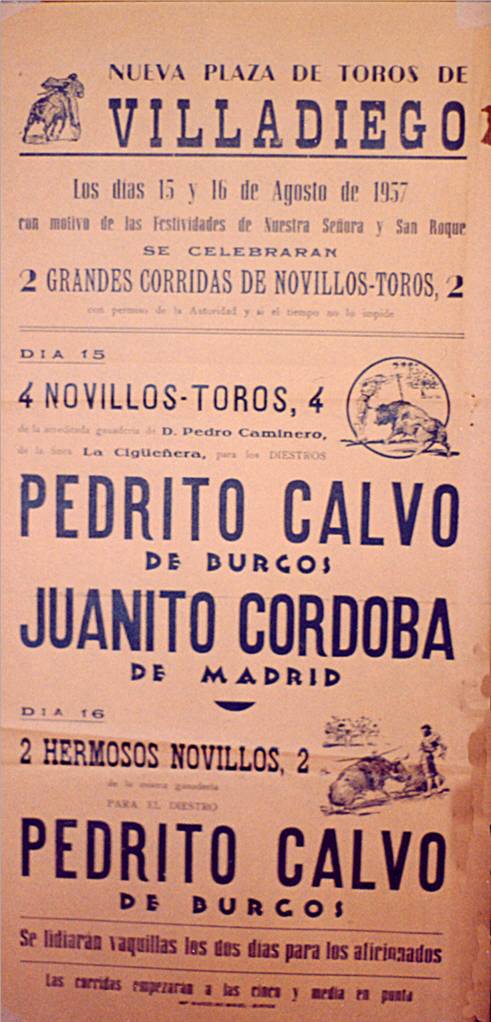 NUEVA PLAZA DE TOROS DE
VILLADIEGO
Los días 15 y 16 de Agosto de 1957
con motivo de las Festividades de Nuestra Señora y San Roque
SE CELEBRARAN
2 GRANDES CORRIDAS DE NOVILLOS-TOROS, 2
con permiso de la Autoridad y si el tiempo no lo impide
DIA 15
4 NOVILLOS-TOROS, 4
de la acreditada ganadería de D. Pedro Caminero,
de la finca La Cigüeñera, para los DIESTROS
PEDRITO CALVO
DE BURGOS
JUANITO CORDOBA
DE MADRID
DIA 16
2 HERMOSOS NOVILLOS, 2
de la misma ganadería
PARA EL DIESTRO
PEDRITO CALVO
DE BURGOS
Se lidiarán vaquillas los dos días para los aficionados
Las corridas empezarán a las cinco y media en punto